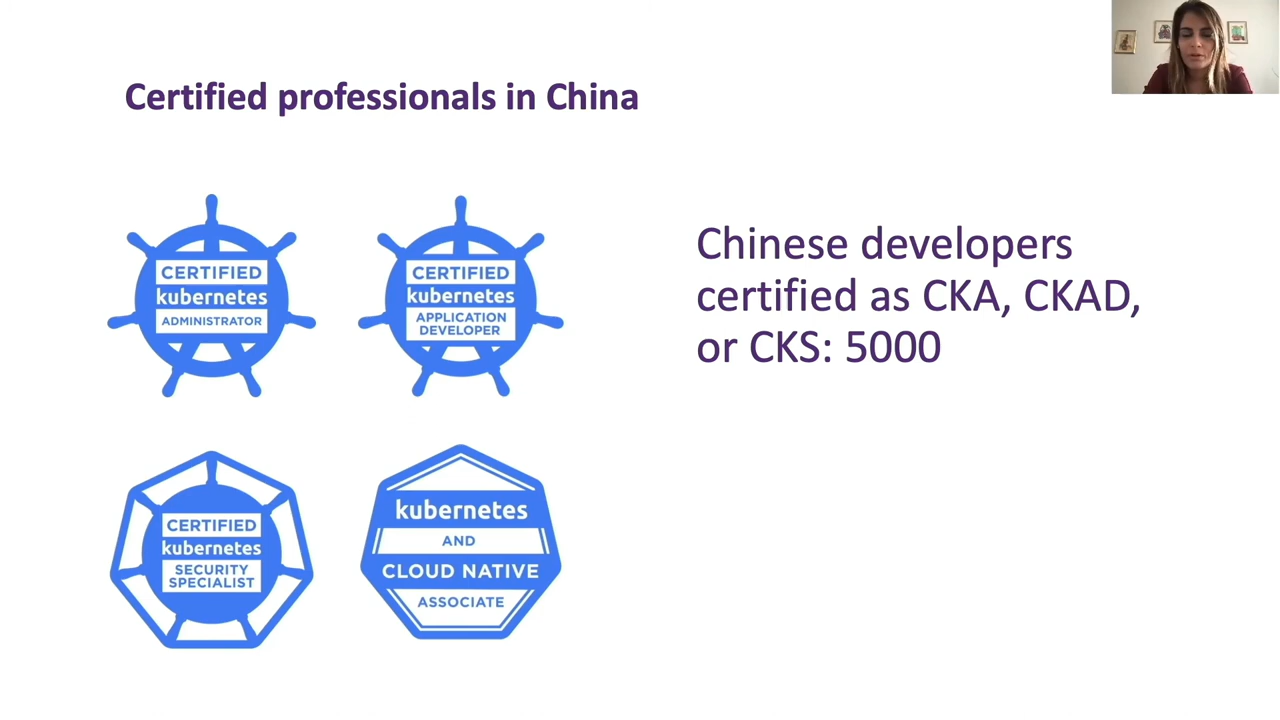 Certified professionals in China
CERTIFIED
kubernetes
ADMINISTRATOR
CERTIFIED
kubernetes
APPLICATION
DEVELOPER
Chinese developers
certified as CKA, CKAD,
or CKS: 5000
CERTIFIED
kubernetes
SECURITY
SPECIALIST
kubernetes
AND
CLOUD NATIVE
ASSOCIATE